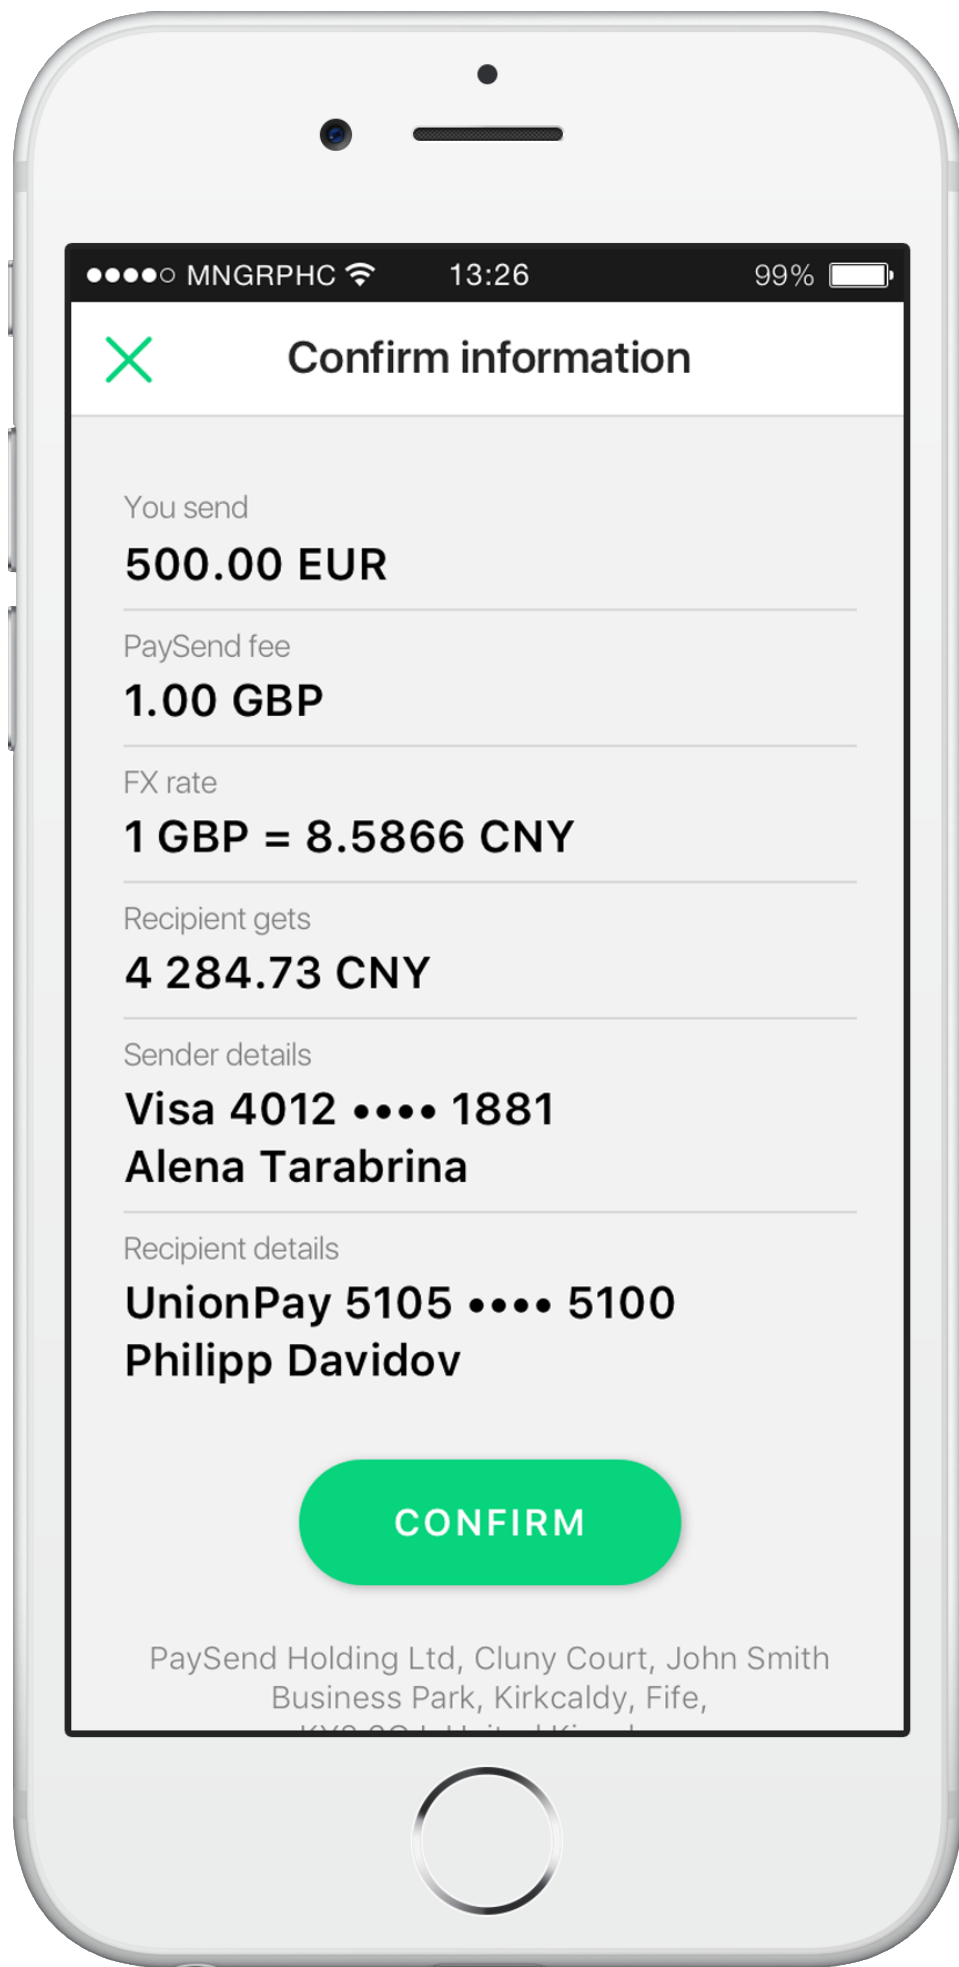 MNGRPHC 13:26 99%
Confirm information
You send
500.00 EUR
PaySend fee
1.00 GBP
FX rate
1 GBP = 8.5866 CNY
Recipient gets
4 284.73 CNY
Sender details
Visa 4012 •••• 1881
Alena Tarabrina
Recipient details
UnionPay 5105 •••• 5100
Philipp Davidov
CONFIRM
PaySend Holding Ltd, Cluny Court, John Smith
Business Park, Kirkcaldy, Fife,